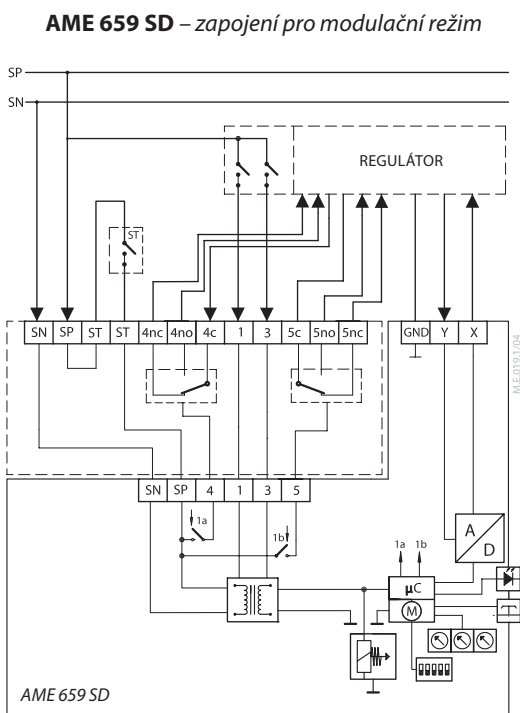 AME 659 SD – zapojení pro modulační režim
SP
SN
REGULÁTOR
ST
SN SP ST ST 4nc 4no 4c 1 3 5c 5no 5nc GND Y X
M.E.019.1/04
SN SP 4 1 3 5
1a
1b
1a 1b
A
D
µC
M
AME 659 SD